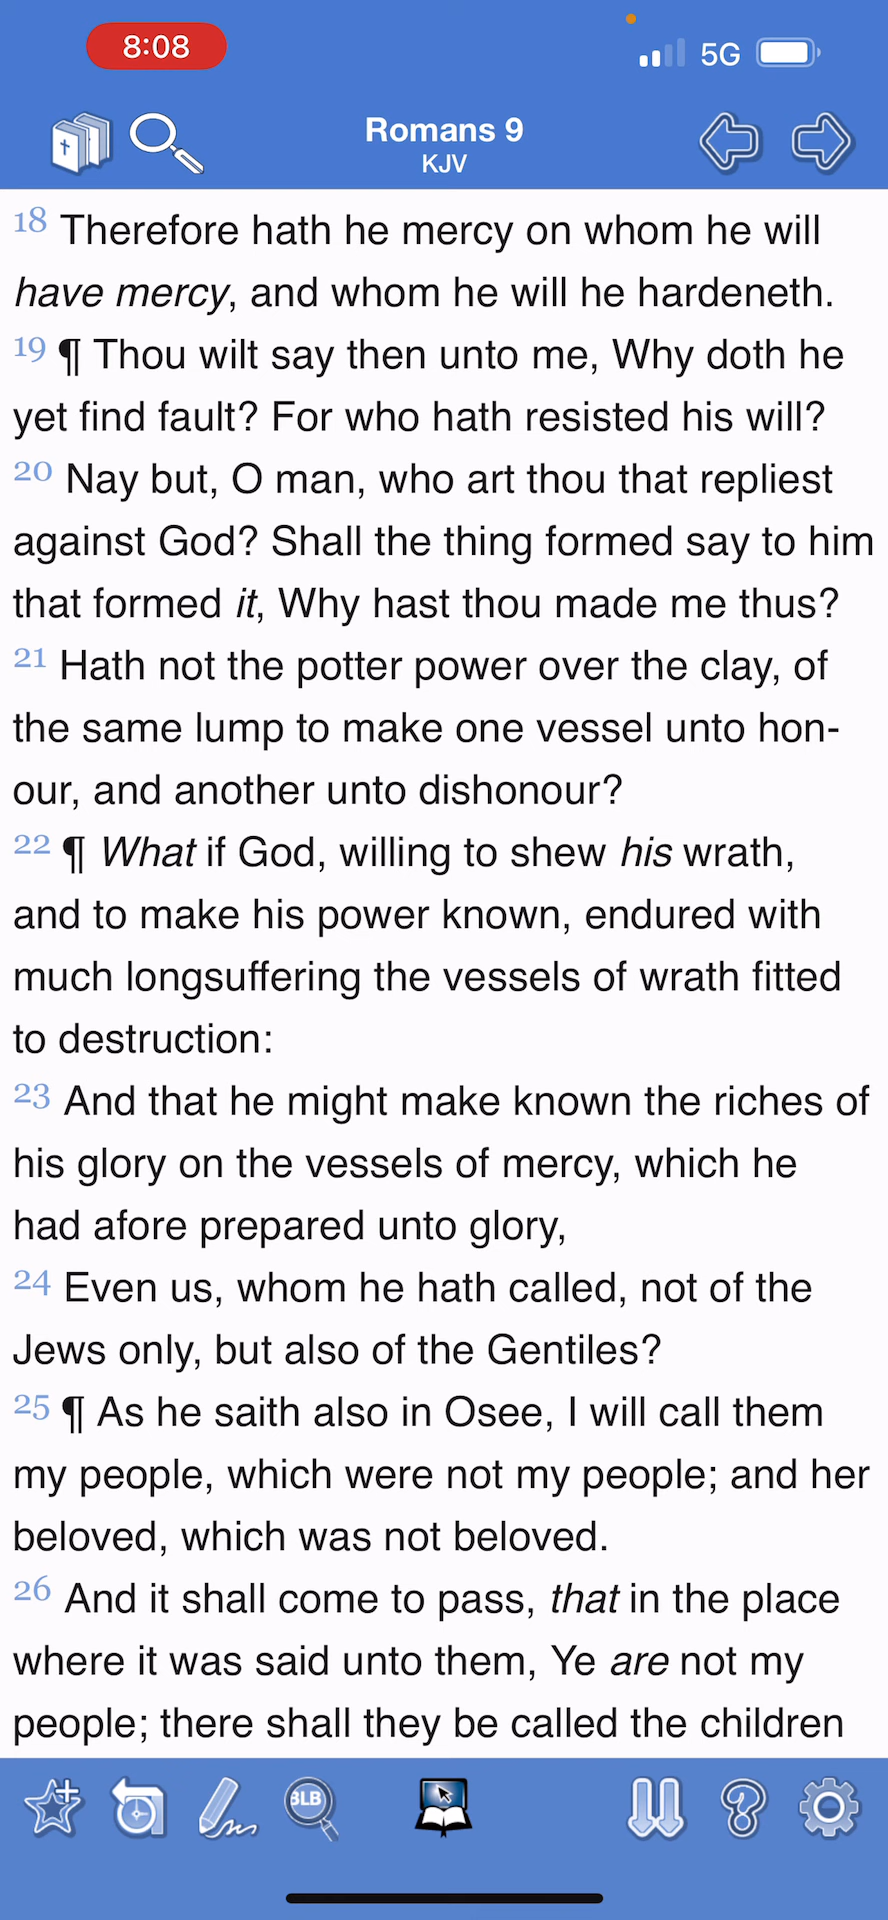 8:08
5G
Romans 9
KJV
18 Therefore hath he mercy on whom he will
have mercy, and whom he will he hardeneth.
19 ¶ Thou wilt say then unto me, Why doth he
yet find fault? For who hath resisted his will?
20 Nay but, O man, who art thou that repliest
against God? Shall the thing formed say to him
that formed it, Why hast thou made me thus?
21 Hath not the potter power over the clay, of
the same lump to make one vessel unto hon-
our, and another unto dishonour?
22 ¶ What if God, willing to shew his wrath,
and to make his power known, endured with
much longsuffering the vessels of wrath fitted
to destruction:
23 And that he might make known the riches of
his glory on the vessels of mercy, which he
had afore prepared unto glory,
24 Even us, whom he hath called, not of the
Jews only, but also of the Gentiles?
25 ¶ As he saith also in Osee, I will call them
my people, which were not my people; and her
beloved, which was not beloved.
26 And it shall come to pass, that in the place
where it was said unto them, Ye are not my
people; there shall they be called the children
BLB